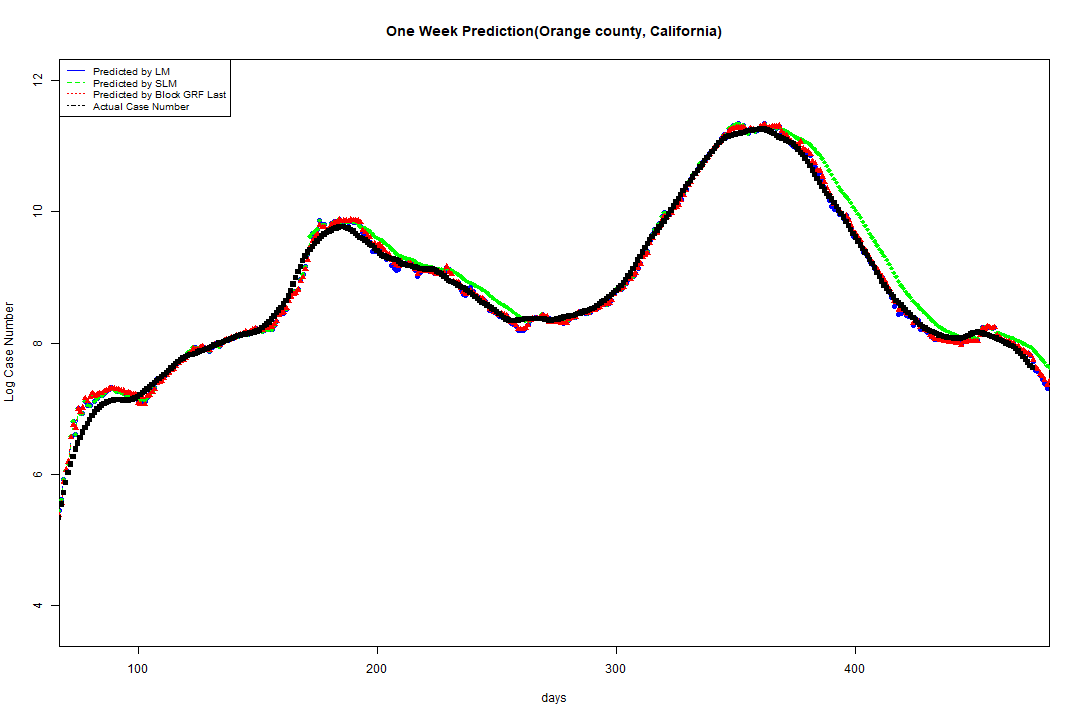 One Week Prediction(Orange county, California)
Predicted by LM
Predicted by SLM
Predicted by Block GRF Last
Actual Case Number
Log Case Number
12
10
8
6
4
100 200 300 400
days